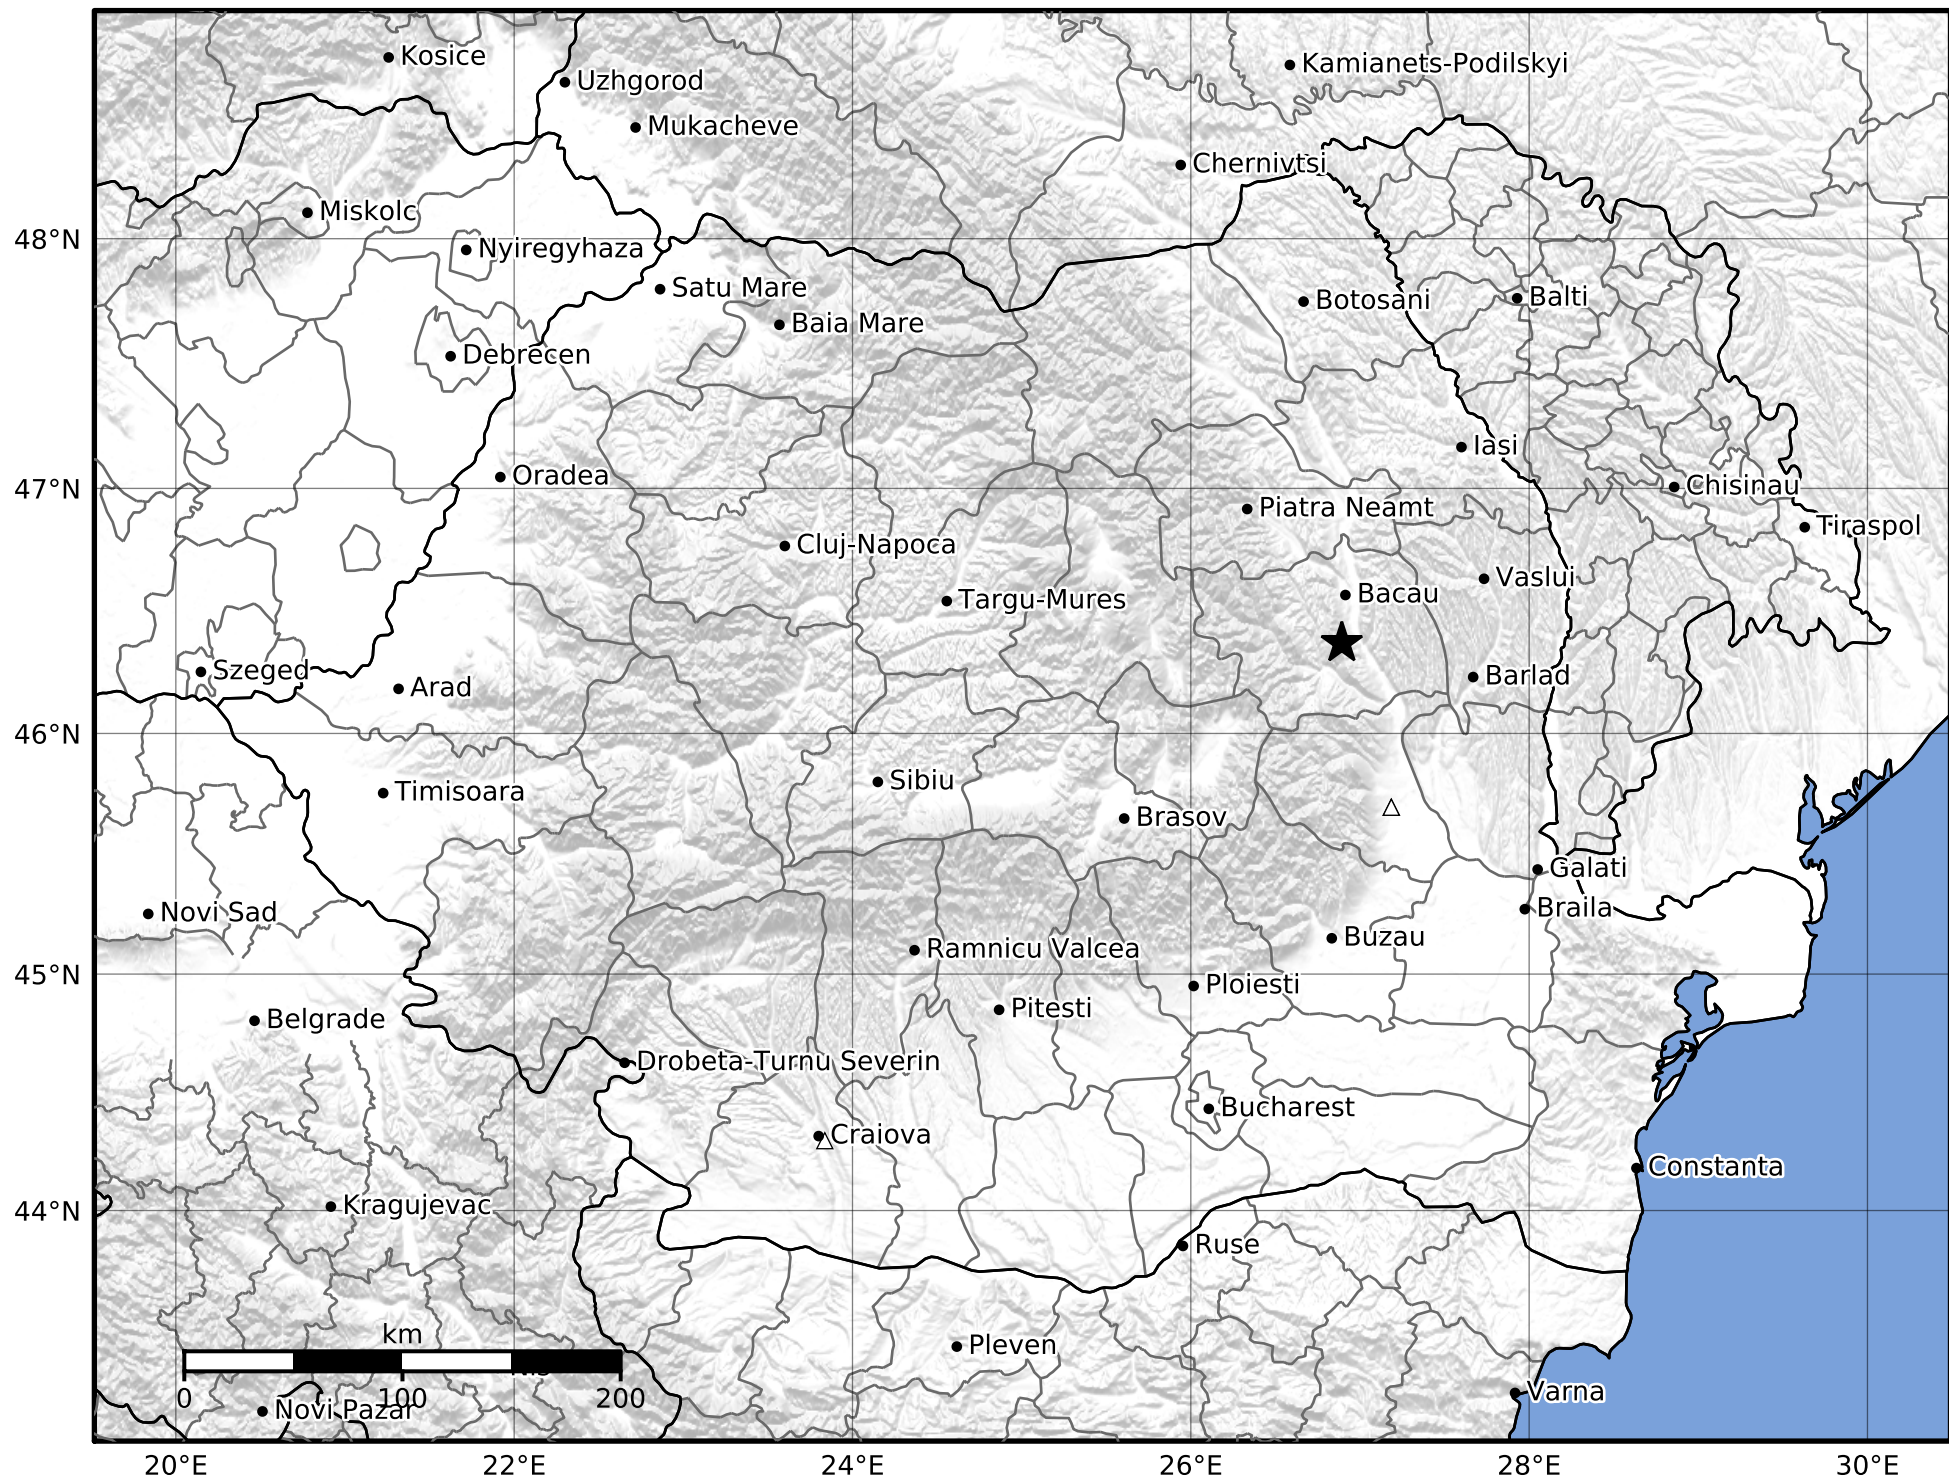 Kosice
Uzhgorod
Kamianets-Podilskyi
Mukacheve
Chernivtsi
Miskolc
48°N
Nyiregyhaza
Satu Mare
Botosani
Balti
Baia Mare
Debrecen
Iasi
47°N
Oradea
Chisinau
Piatra Neamt
Tiraspol
Cluj-Napoca
Vaslui
Targu-Mures
Bacau
Szeged
Arad
Barlad
46°N
Sibiu
Timisoara
Brasov
Galati
Novi Sad
Braila
Ramnicu Valcea
Buzau
45°N
Ploiesti
Pitesti
Belgrade
Drobeta-Turnu Severin
Bucharest
Craiova
Constanta
Kragujevac
44°N
Ruse
km
Pleven
0 100 200
Varna
Novi Pazar
20°E 22°E 24°E 26°E 28°E 30°E